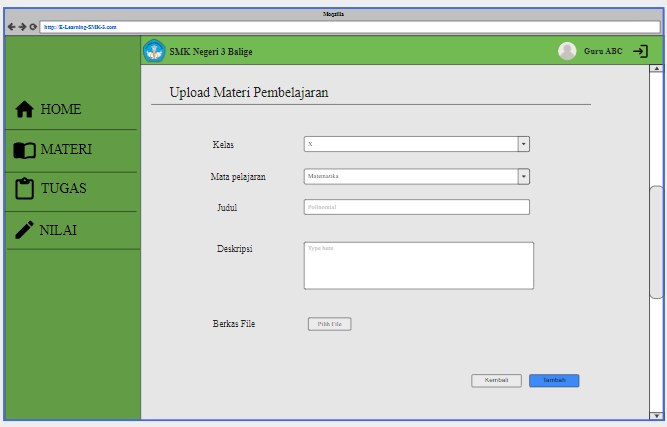 Mogzilla
http://E-Learning-SMK-3.com
SMK Negeri 3 Balige
Guru ABC
HOME
MATERI
TUGAS
NILAI
Upload Materi Pembelajaran
Kelas
X
Mata pelajaran
Matematika
Judul
Polinomial
Deskripsi
Type here
Berkas File
Pilih File
Kembali
Tambah